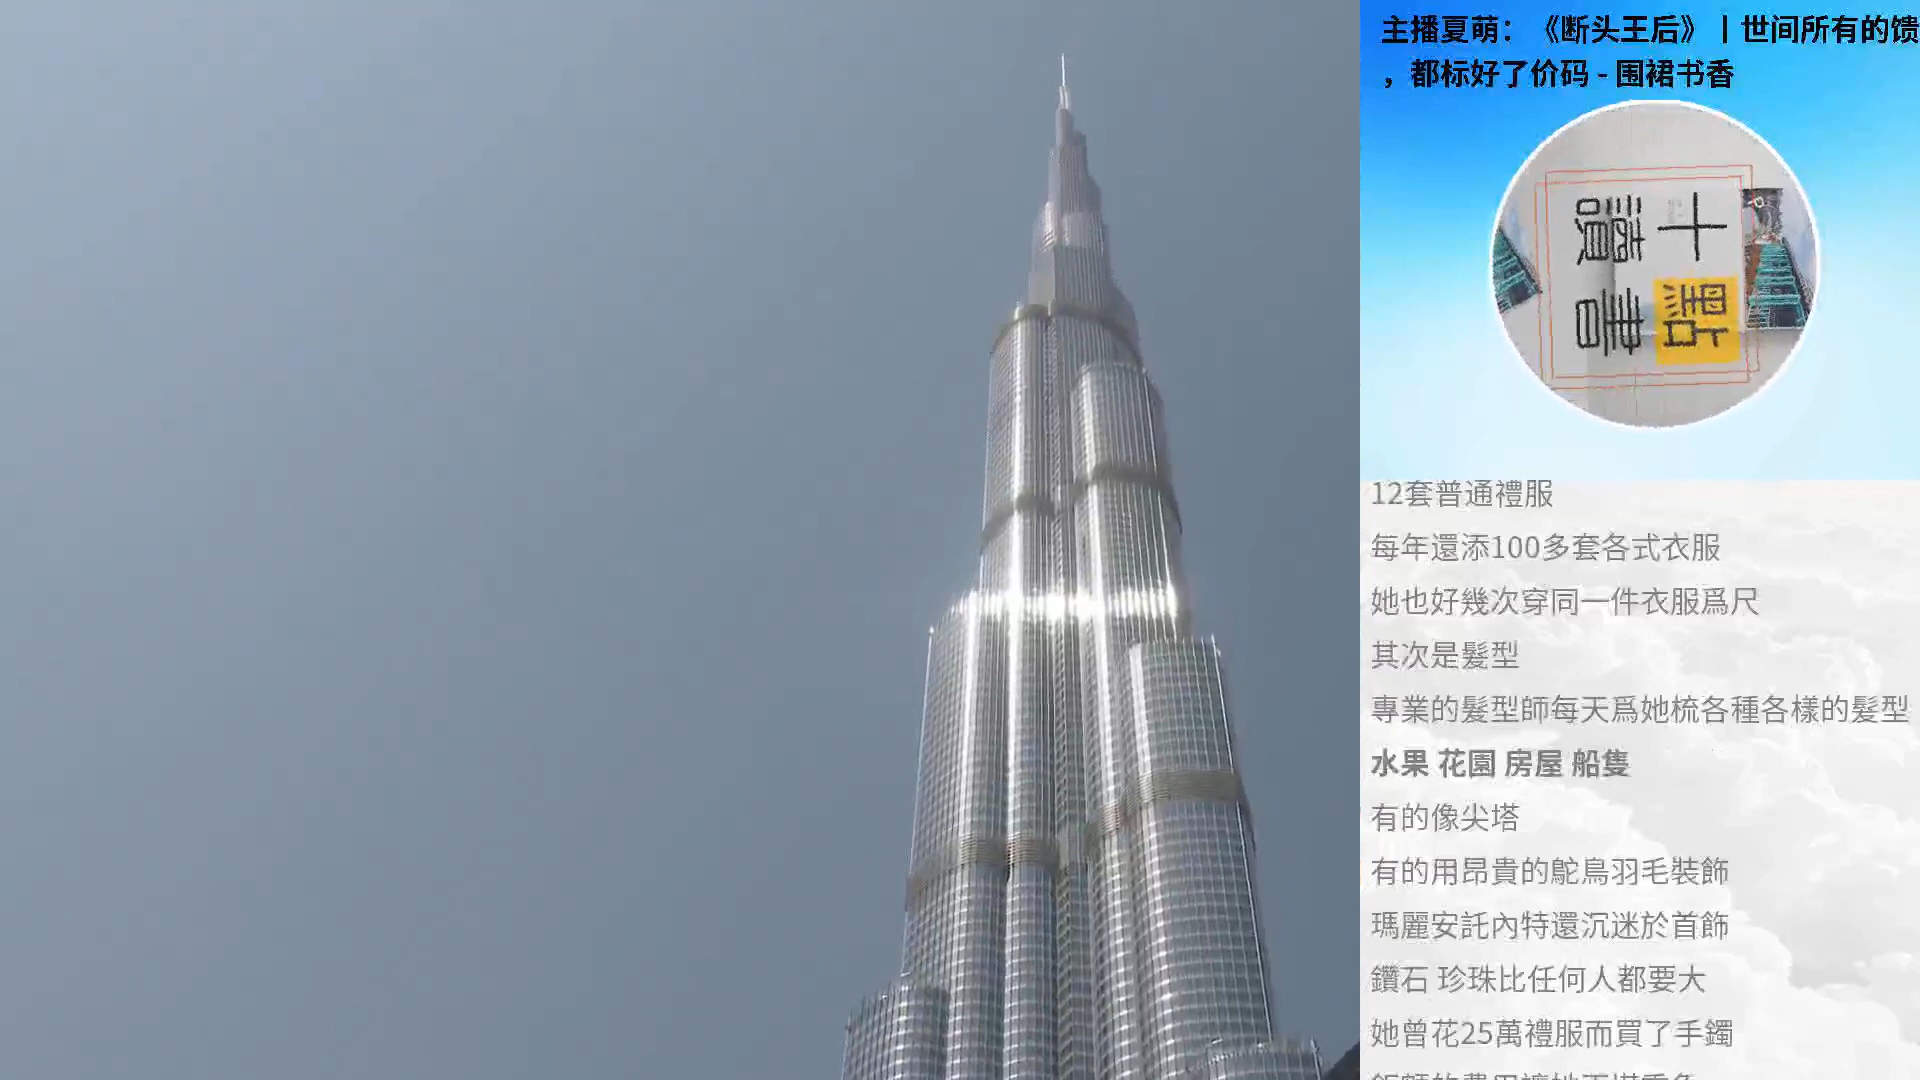 主播夏萌：《断头王后》丨世间所有的馈
，都标好了价码 - 围裙书香
十點
讀書
12套普通禮服
每年還添100多套各式衣服
她也好幾次穿同一件衣服爲尺
其次是髮型
專業的髮型師每天爲她梳各種各樣的髮型
水果 花園 房屋 船隻
有的像尖塔
有的用昂貴的鴕鳥羽毛裝飾
瑪麗安託內特還沉迷於首飾
鑽石 珍珠比任何人都要大
她曾花25萬禮服而買了手鐲